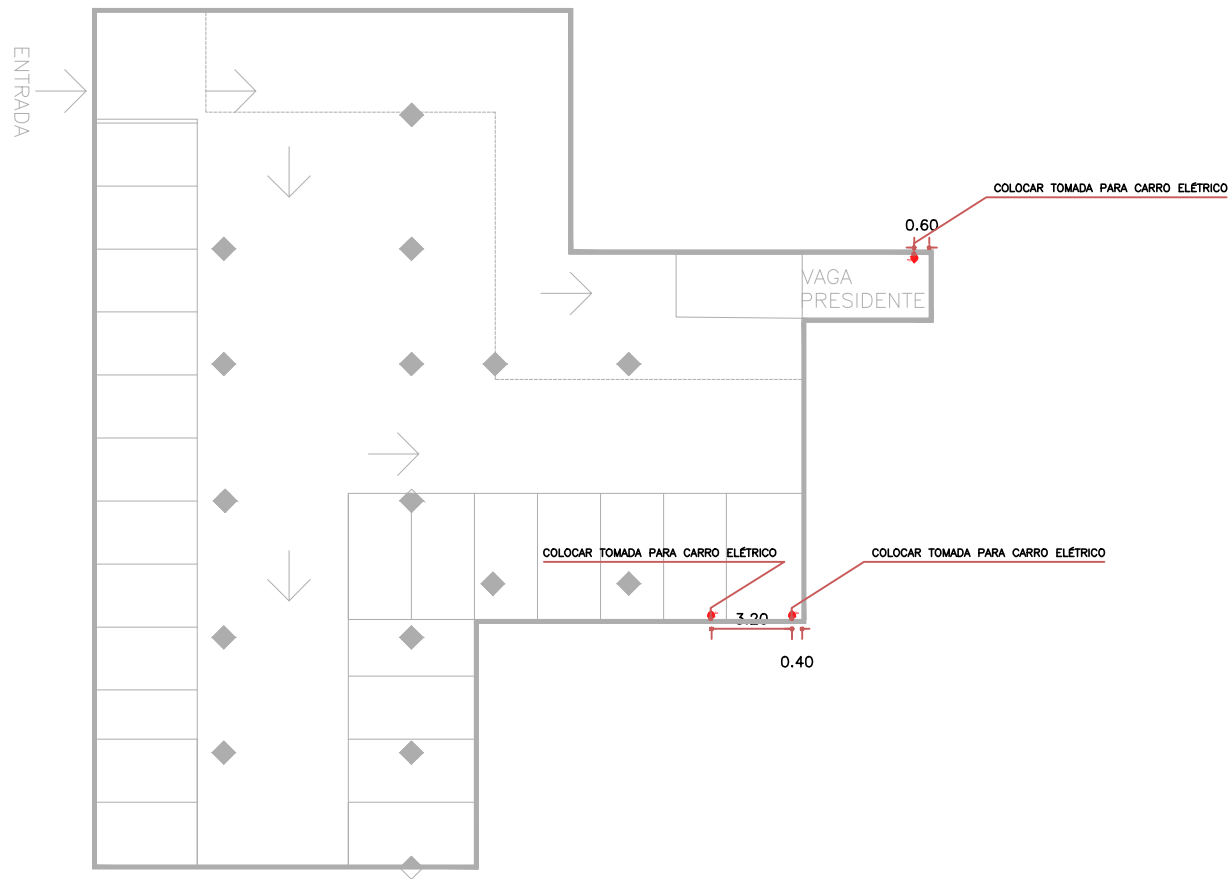 ENTRADA
COLOCAR TOMADA PARA CARRO ELÉTRICO
0.60
VAGA
PRESIDENTE
COLOCAR TOMADA PARA CARRO ELÉTRICO
COLOCAR TOMADA PARA CARRO ELÉTRICO
3.20
0.40